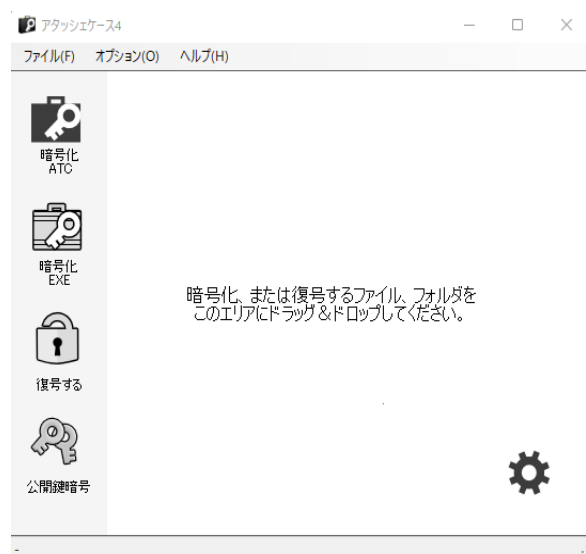 アタッシェケース4
ファイル(F) オプション(O) ヘルプ(H)
暗号化
ATC
暗号化
EXE
暗号化、または復号するファイル、フォルダを
このエリアにドラッグ&ドロップしてください。
復号する
公開鍵暗号
-